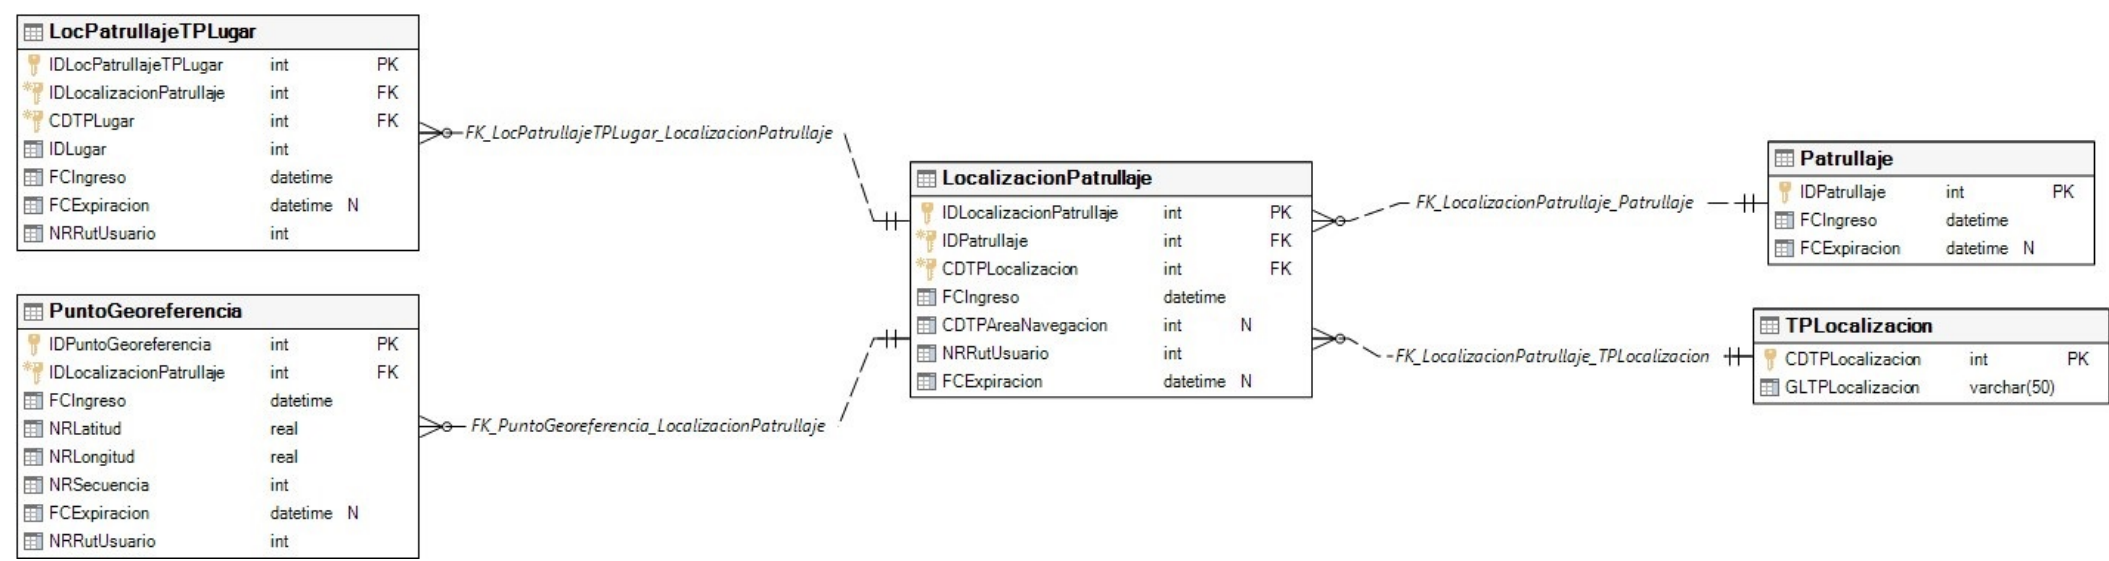 LocPatrullajeTPLugar
IDLocPatrullajeTPLugar int PK
IDLocalizacionPatrullaje int FK
CDTPLugar int FK
IDLugar int
FCIngreso datetime
FCExpiracion datetime N
NRRutUsuario int
FK_LocPatrullajeTPLugar_LocalizacionPatrullaje
PuntoGeoreferencia
IDPuntoGeoreferencia int PK
IDLocalizacionPatrullaje int FK
FCIngreso datetime
NRLatitud real
NRLongitud real
NRSecuencia int
FCExpiracion datetime N
NRRutUsuario int
FK_PuntoGeoreferencia_LocalizacionPatrullaje
LocalizacionPatrullaje
IDLocalizacionPatrullaje int PK
IDPatrullaje int FK
CDTPLocalizacion int FK
FCIngreso datetime
CDTPAreaNavegacion int N
NRRutUsuario int
FCExpiracion datetime N
FK_LocalizacionPatrullaje_Patrullaje
FK_LocalizacionPatrullaje_TPLocalizacion
Patrullaje
IDPatrullaje int PK
FCIngreso datetime
FCExpiracion datetime N
TPLocalizacion
CDTPLocalizacion int PK
GLTPLocalizacion varchar(50)